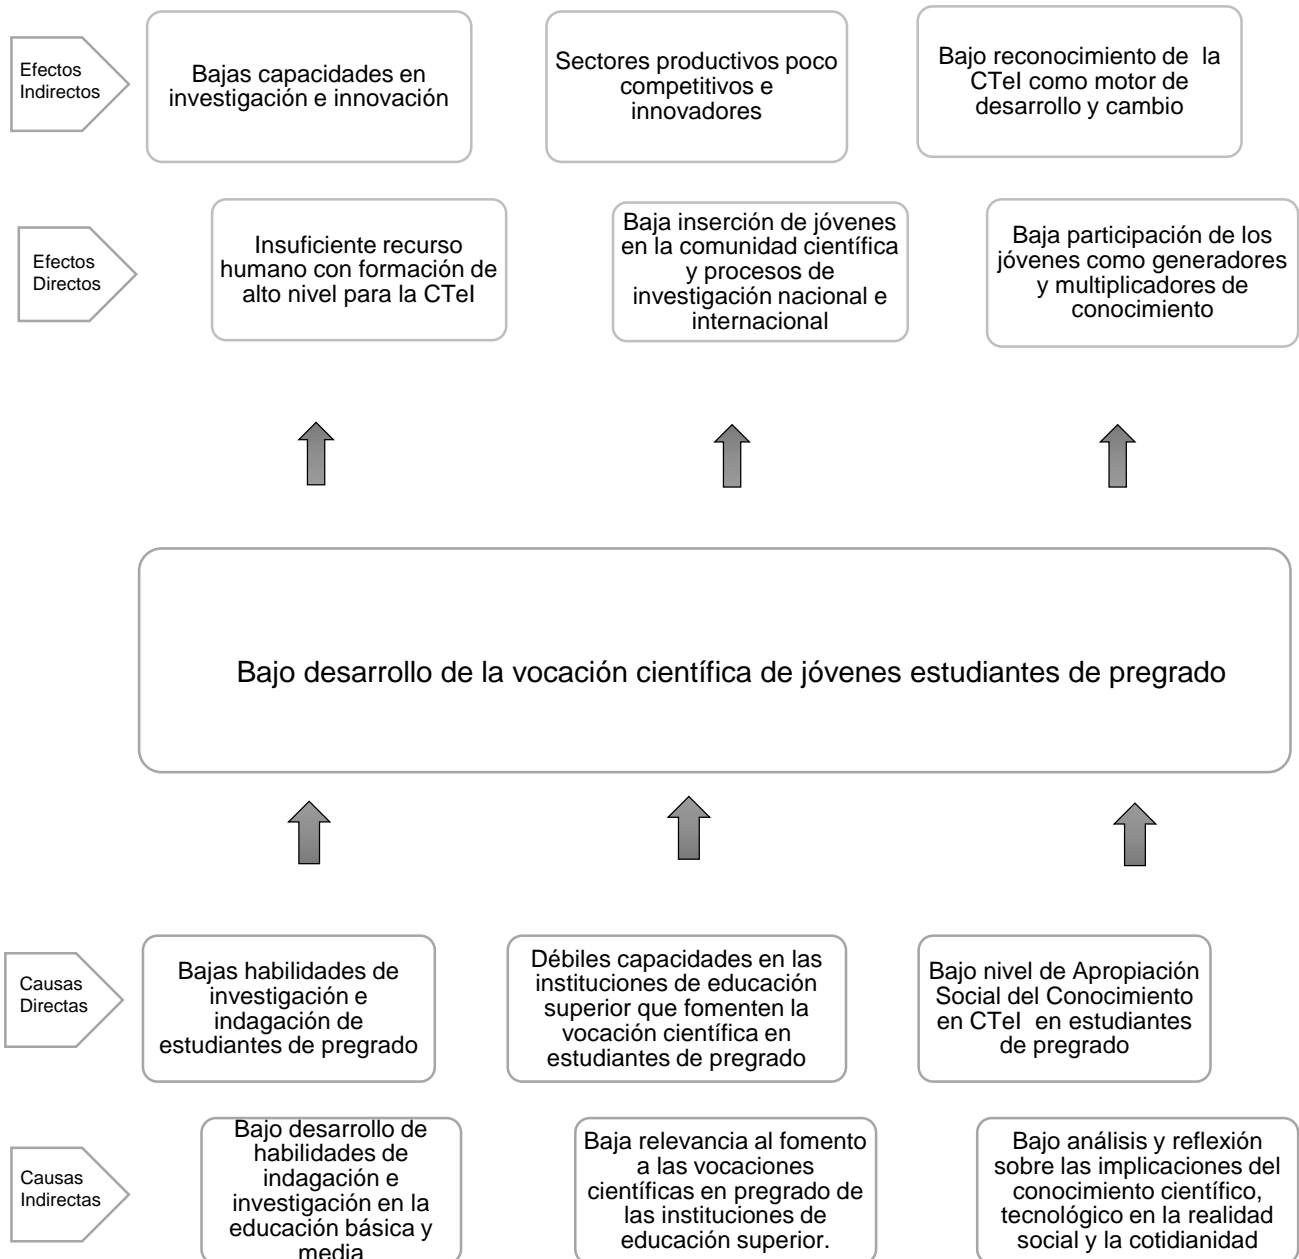 Efectos
Indirectos
Bajas capacidades en
investigación e innovación
Sectores productivos poco
competitivos e
innovadores
Bajo reconocimiento de la
CTeI como motor de
desarrollo y cambio
Efectos
Directos
Insuficiente recurso
humano con formación de
alto nivel para la CTeI
Baja inserción de jóvenes
en la comunidad científica
y procesos de
investigación nacional e
internacional
Baja participación de los
jóvenes como generadores
y multiplicadores de
conocimiento
Bajo desarrollo de la vocación científica de jóvenes estudiantes de pregrado
Causas
Directas
Bajas habilidades de
investigación e
indagación de
estudiantes de pregrado
Débiles capacidades en las
instituciones de educación
superior que fomenten la
vocación científica en
estudiantes de pregrado
Bajo nivel de Apropiación
Social del Conocimiento
en CTeI en estudiantes
de pregrado
Causas
Indirectas
Bajo desarrollo de
habilidades de
indagación e
investigación en la
educación básica y
media
Baja relevancia al fomento
a las vocaciones
científicas en pregrado de
las instituciones de
educación superior.
Bajo análisis y reflexión
sobre las implicaciones del
conocimiento científico,
tecnológico en la realidad
social y la cotidianidad